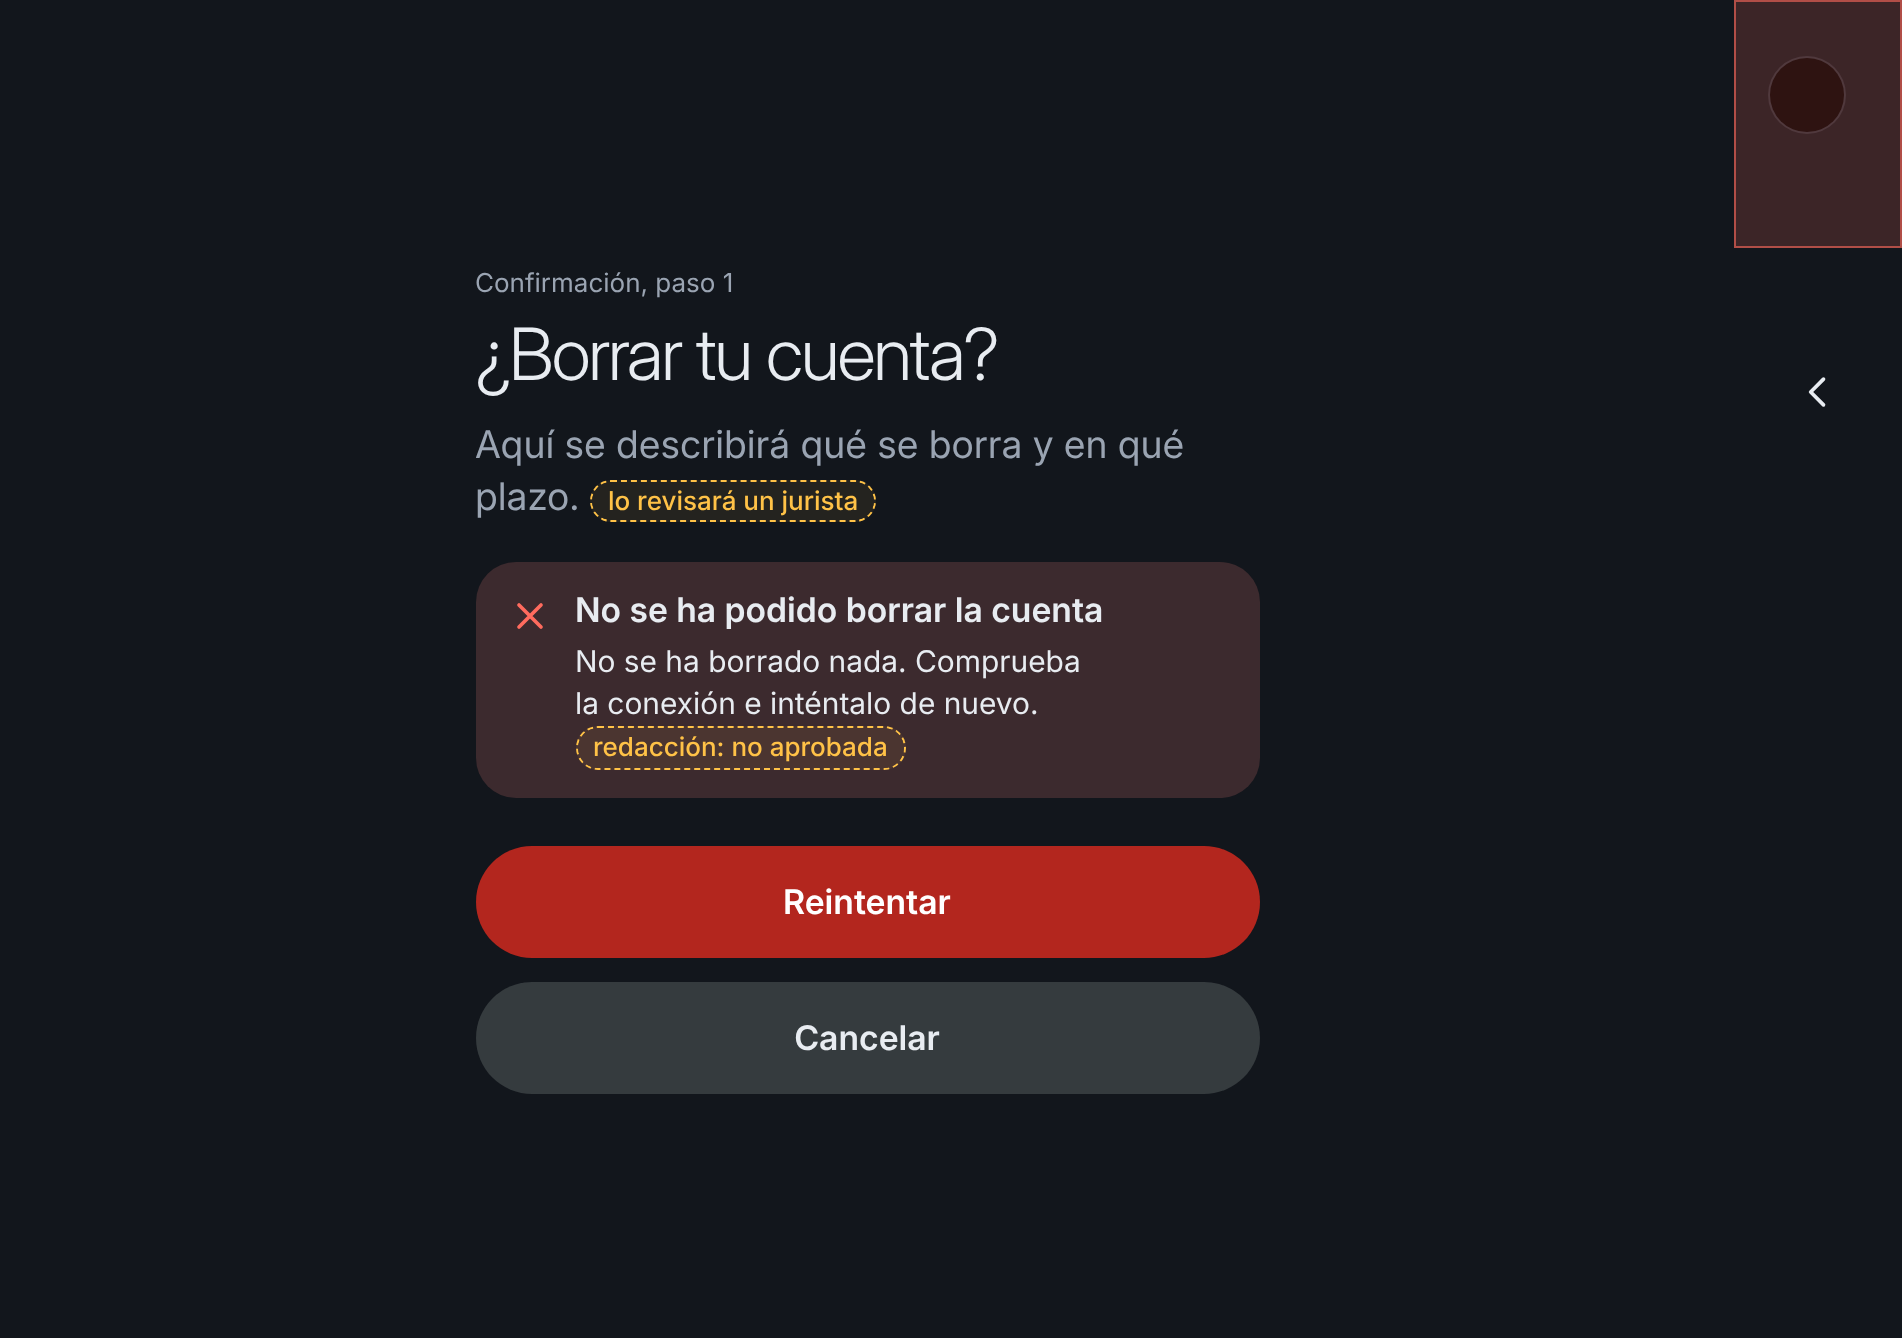 Confirmación, paso 1
¿Borrar tu cuenta?
Aquí se describirá qué se borra y en qué
plazo. lo revisará un jurista
No se ha podido borrar la cuenta
No se ha borrado nada. Comprueba
la conexión e inténtalo de nuevo.
redacción: no aprobada
Reintentar
Cancelar